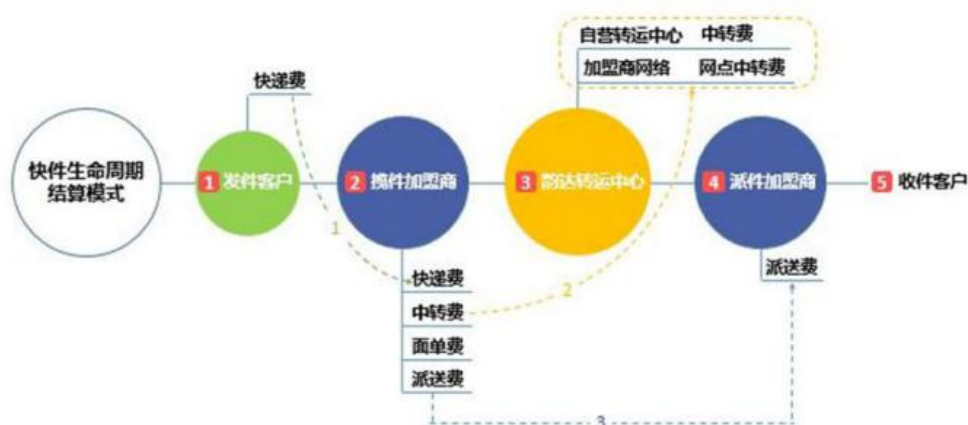 自营转运中心 中转费
加盟商网络 网点中转费
快递费
快件生命周期
结算模式
1 发件客户
2 揽件加盟商
3 韵达转运中心
4 派件加盟商
5 收件客户
1
快递费
中转费
面单费
派送费
2
派送费
3